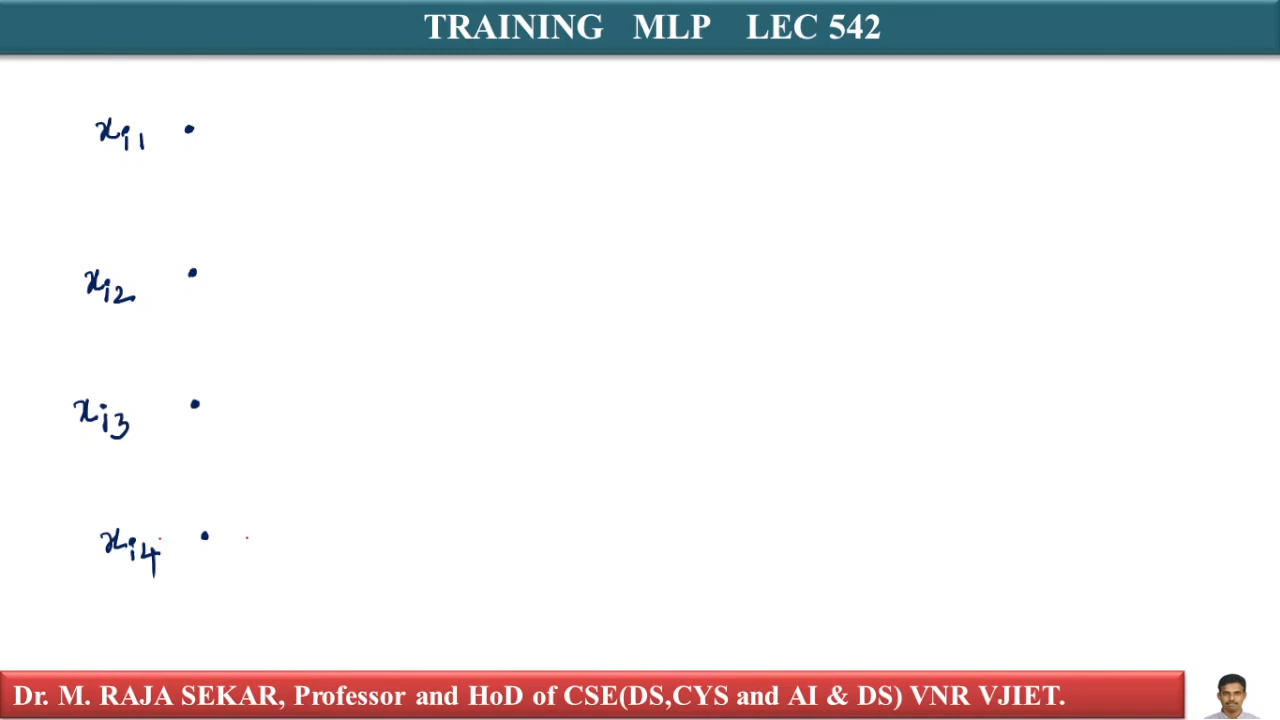 TRAINING MLP LEC 542
xi1
xi2
xi3
xi4
Dr. M. RAJA SEKAR, Professor and HoD of CSE(DS,CYS and AI & DS) VNR VJIET.